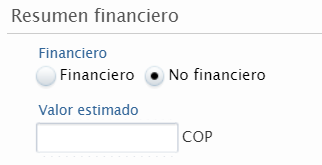 Resumen financiero
Financiero
Financiero No financiero
Valor estimado
COP